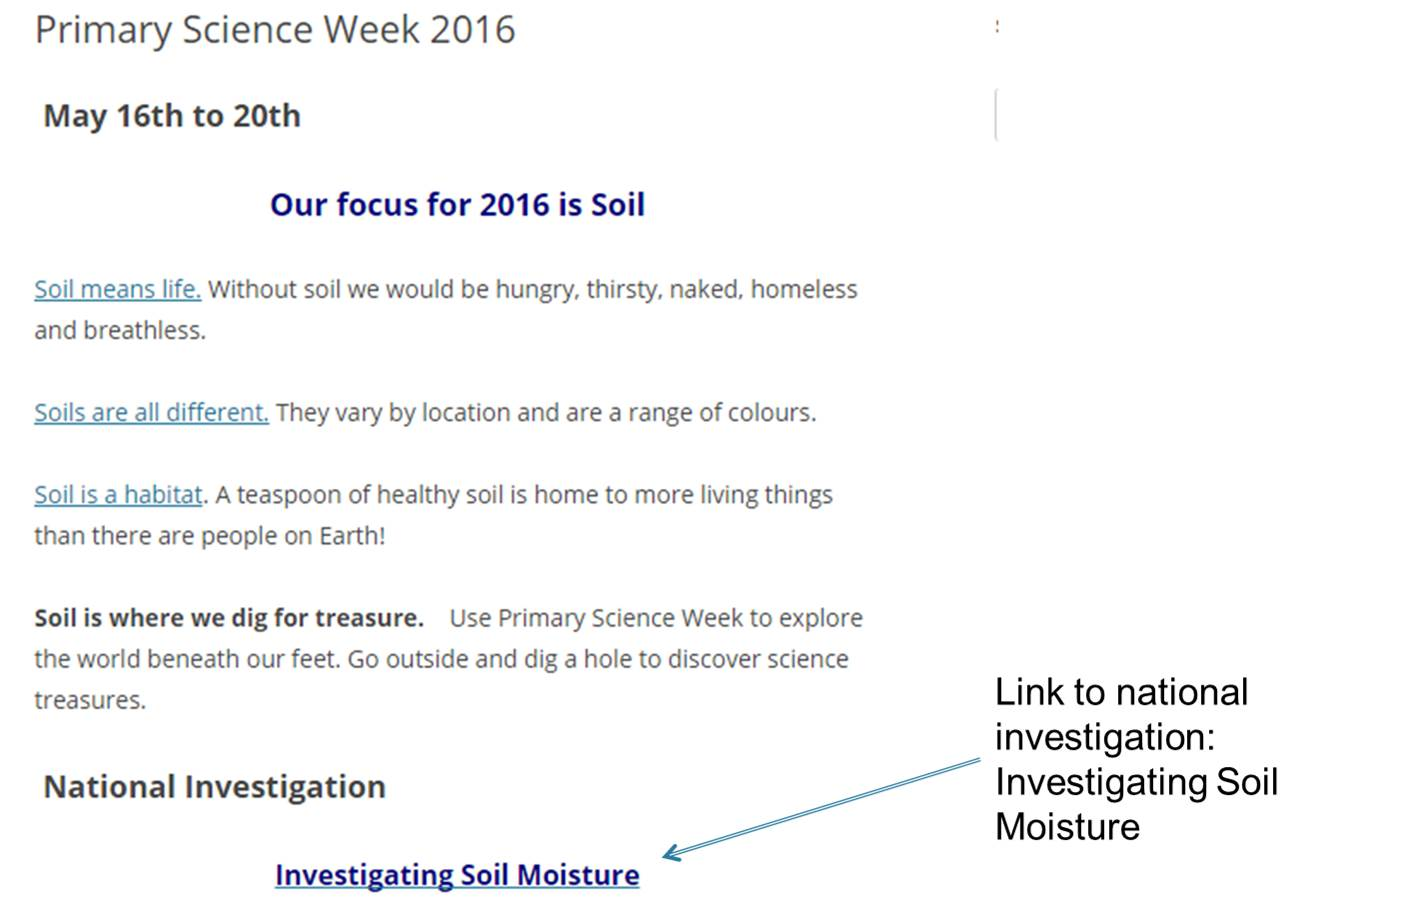 Primary Science Week 2016
May 16th to 20th
Our focus for 2016 is Soil
Soil means life. Without soil we would be hungry, thirsty, naked, homeless
and breathless.
Soils are all different. They vary by location and are a range of colours.
Soil is a habitat. A teaspoon of healthy soil is home to more living things
than there are people on Earth!
Soil is where we dig for treasure. Use Primary Science Week to explore
the world beneath our feet. Go outside and dig a hole to discover science
treasures.
National Investigation
Investigating Soil Moisture
Link to national
investigation:
Investigating Soil
Moisture